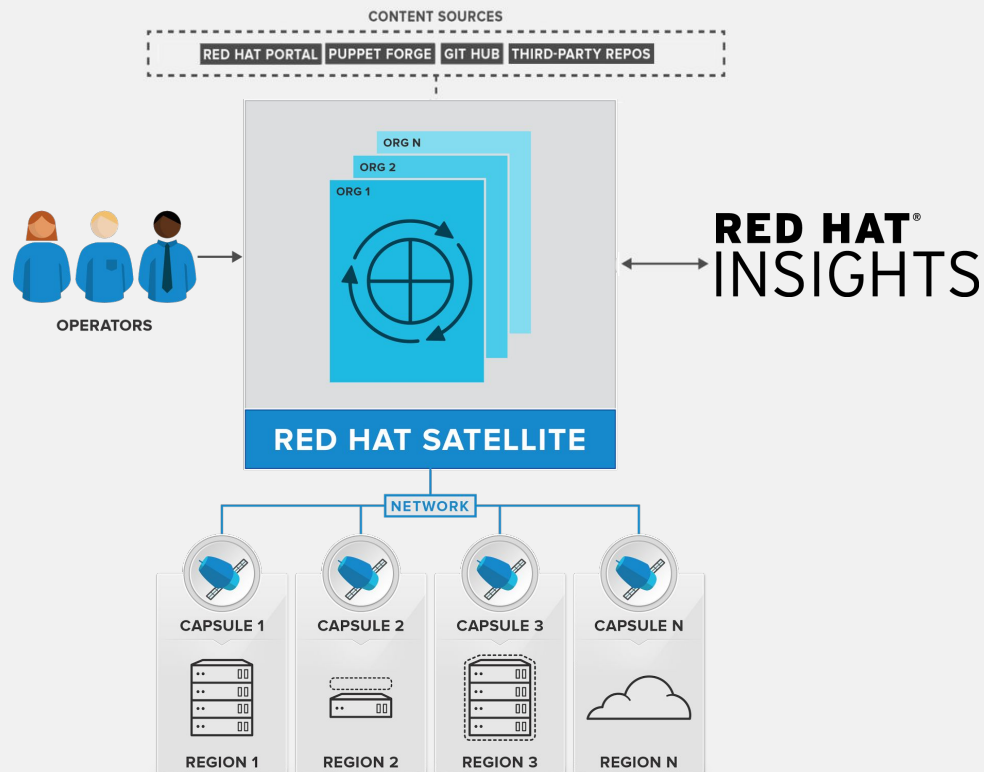 CONTENT SOURCES
RED HAT PORTAL PUPPET FORGE GIT HUB THIRD-PARTY REPOS
ORG N
ORG 2
ORG 1
OPERATORS
RED HAT®
INSIGHTS
RED HAT SATELLITE
NETWORK
CAPSULE 1 CAPSULE 2 CAPSULE 3 CAPSULE N
REGION 1 REGION 2 REGION 3 REGION N